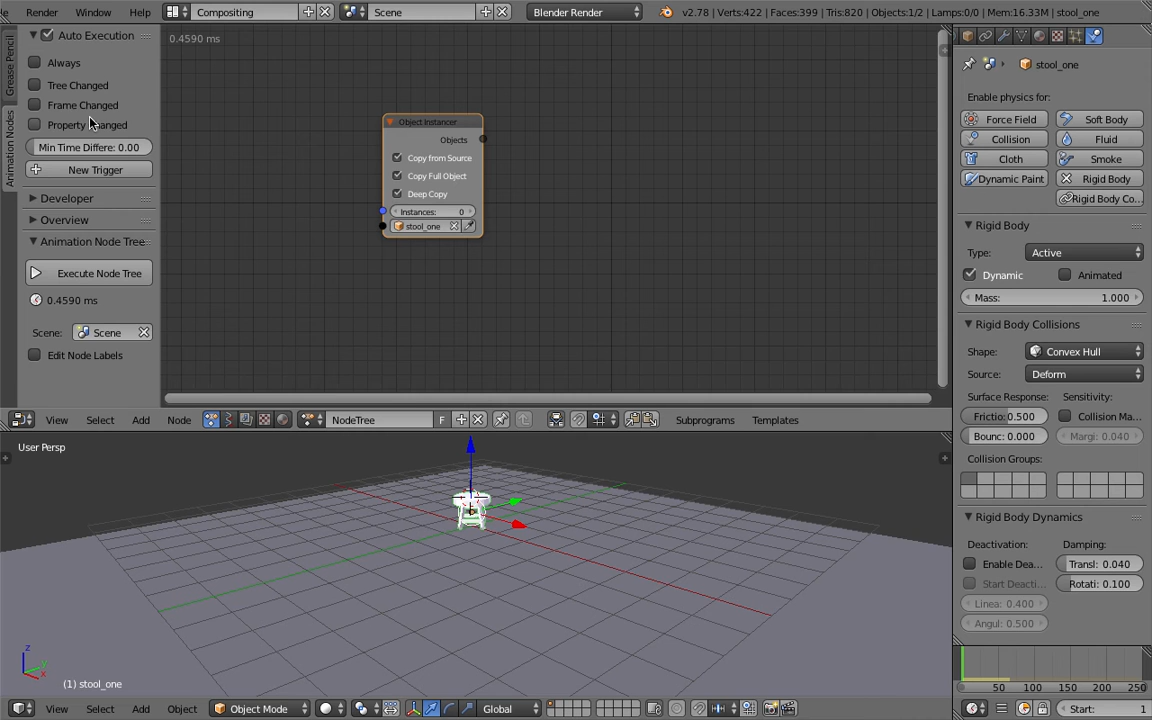 Render Window Help Compositing Scene Blender Render v2.78 | Verts:422 | Faces:399 | Tris:820 | Objects:1/2 | Lamps:0/0 | Mem:16.33M | stool_one
Grease Pencil
Animation Nodes
Auto Execution
Always
Tree Changed
Frame Changed
Min Time Differe: 0.00
New Trigger
Developer
Overview
Animation Node Tree
Execute Node Tree
0.4590 ms
Scene: Scene
Edit Node Labels
0.4590 ms
Object Instancer
Objects
Copy from Source
Copy Full Object
Deep Copy
Instances: 0
stool_one
View Select Add Node NodeTree F Subprograms Templates
User Persp
z
y
x
(1) stool_one
View Select Add Object Object Mode Global
stool_one
Enable physics for:
Force Field Soft Body
Collision Fluid
Cloth Smoke
Dynamic Paint Rigid Body
Rigid Body Co...
Rigid Body
Type: Active
Dynamic Animated
Mass: 1.000
Rigid Body Collisions
Shape: Convex Hull
Source: Deform
Surface Response: Sensitivity:
Frictio: 0.500 Collision Ma...
Bounc: 0.000 Margi: 0.040
Collision Groups:
Rigid Body Dynamics
Deactivation: Damping:
Enable Dea... Transl: 0.040
Start Deacti... Rotati: 0.100
Linea: 0.400
Angul: 0.500
50 100 150 200 250
Start: 1